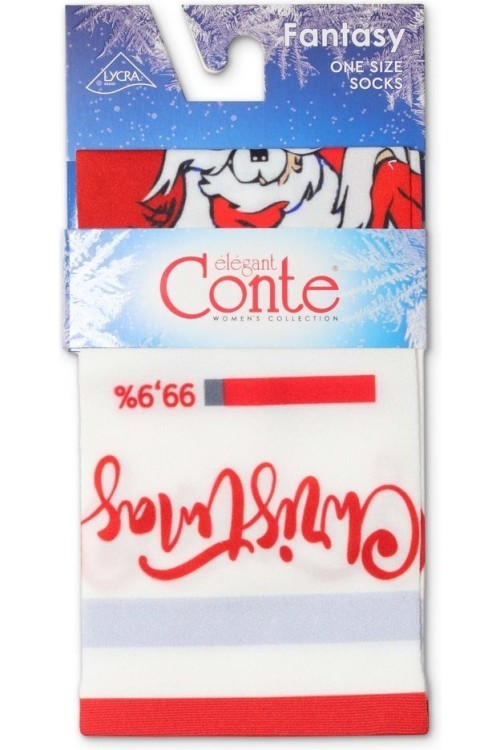 LYCRA
Fantasy
ONE SIZE
SOCKS
élégant
Conte®
WOMEN'S COLLECTION
99,9%
Christmas